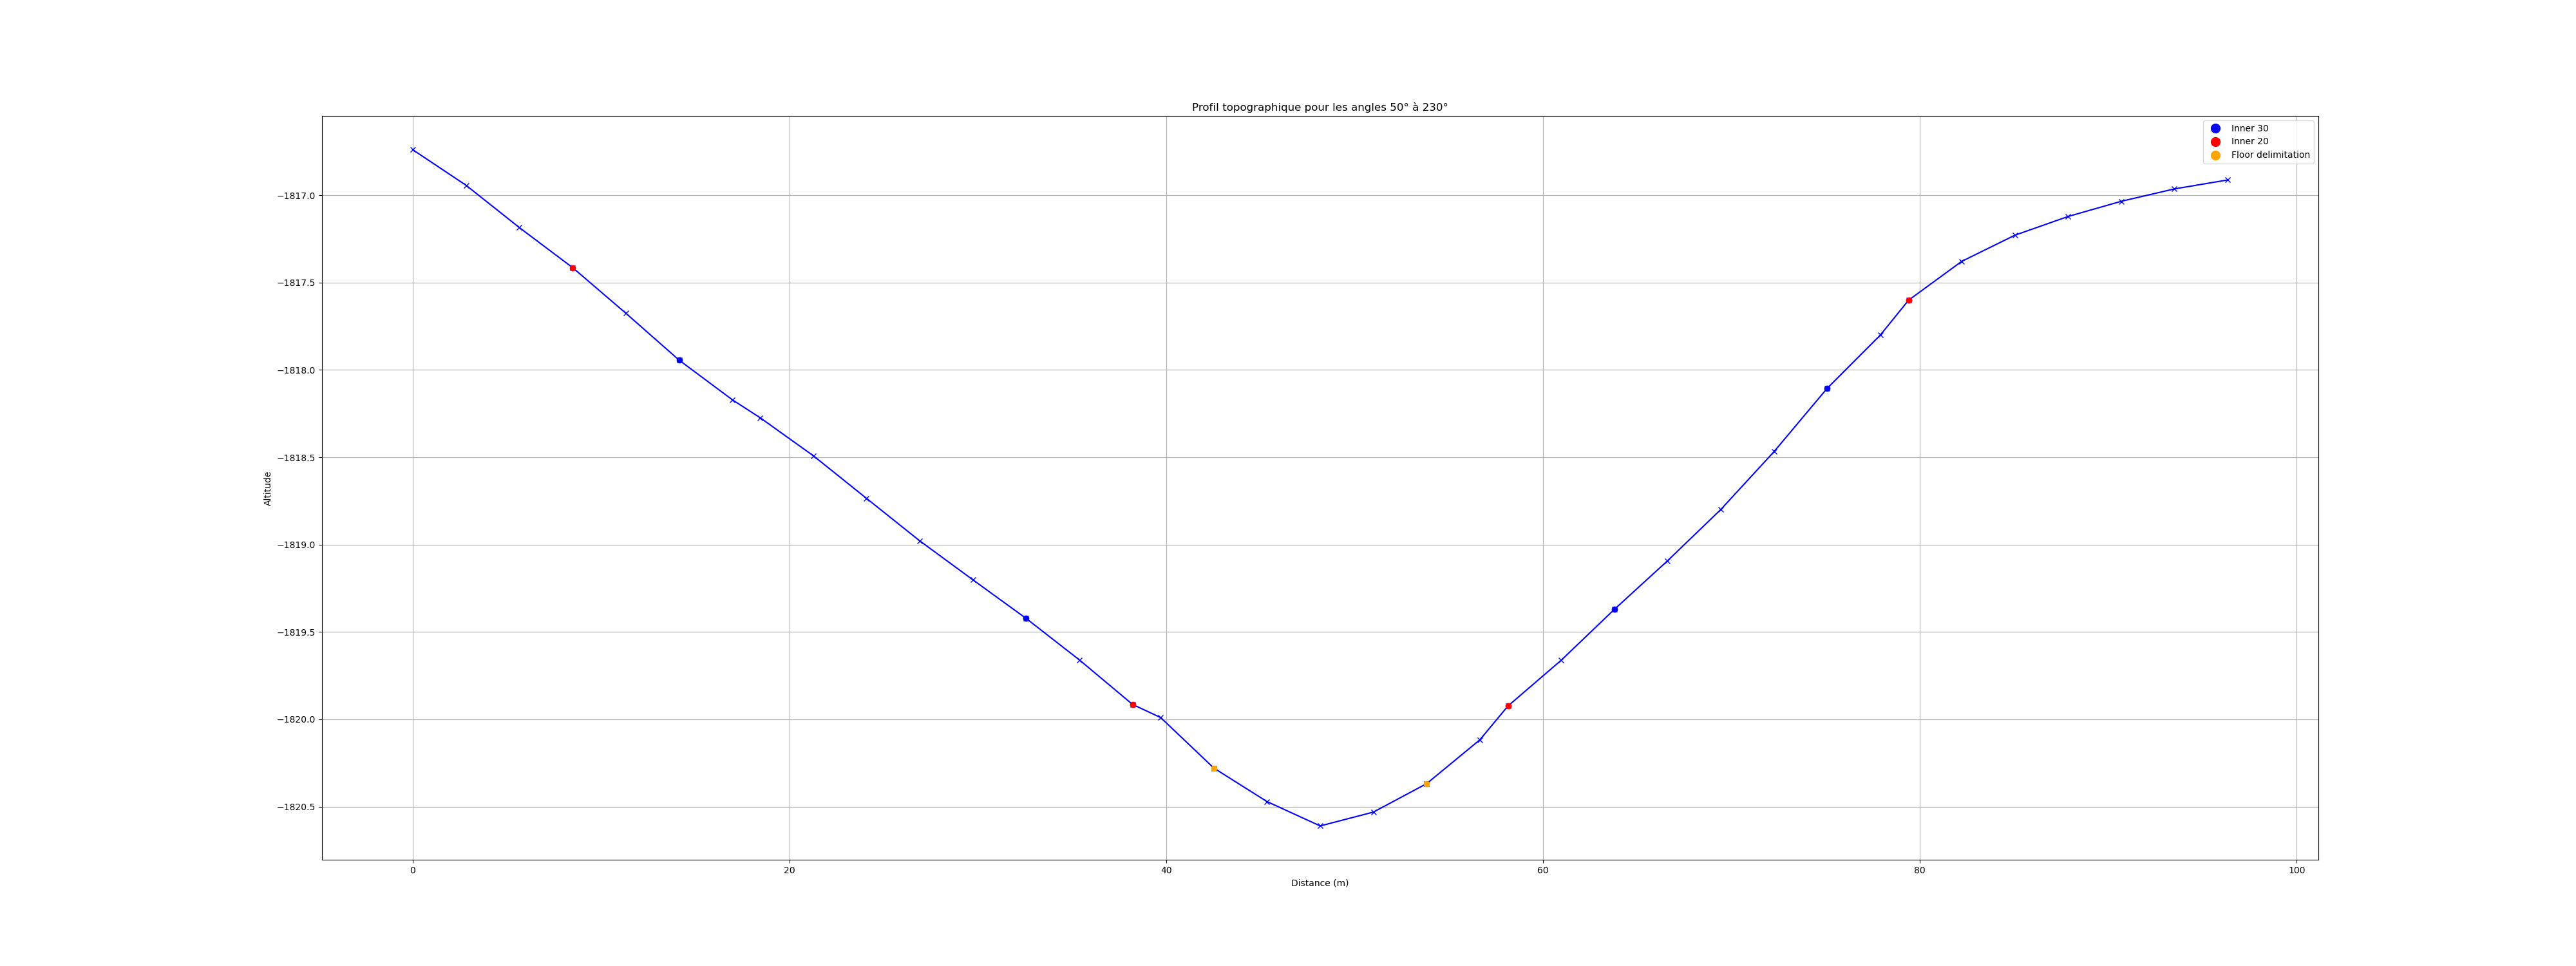 Profil topographique pour les angles 50° à 230°
Inner 30
Inner 20
Floor delimitation
−1817.0
−1817.5
−1818.0
−1818.5
−1819.0
−1819.5
−1820.0
−1820.5
Altitude
0 20 40 60 80 100
Distance (m)